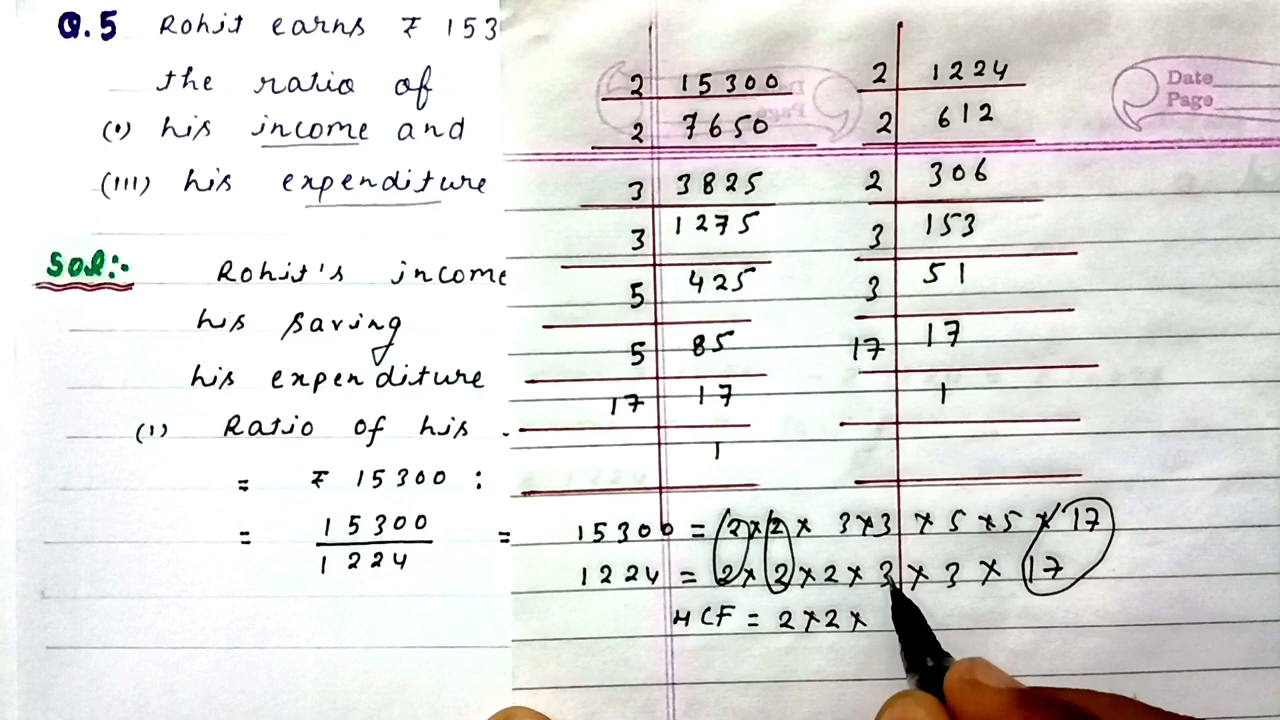 Q.5 Rohit earns ₹ 153
the ratio of
(i) his income and
(iii) his expenditure
Sol:-
Rohit's income
his saving
his expenditure
(i) Ratio of his
= ₹ 15300 :
= 15300
1224
=
2 15300
2 7650
3 3825
3 1275
5 425
5 85
17 17
1
2 1224
2 612
2 306
3 153
3 51
17 17
1
Date
Page
15300 = 2 × 2 × 3 × 3 × 5 × 5 × 17
1224 = 2 × 2 × 2 × 3 × 3 × 17
HCF = 2 × 2 ×